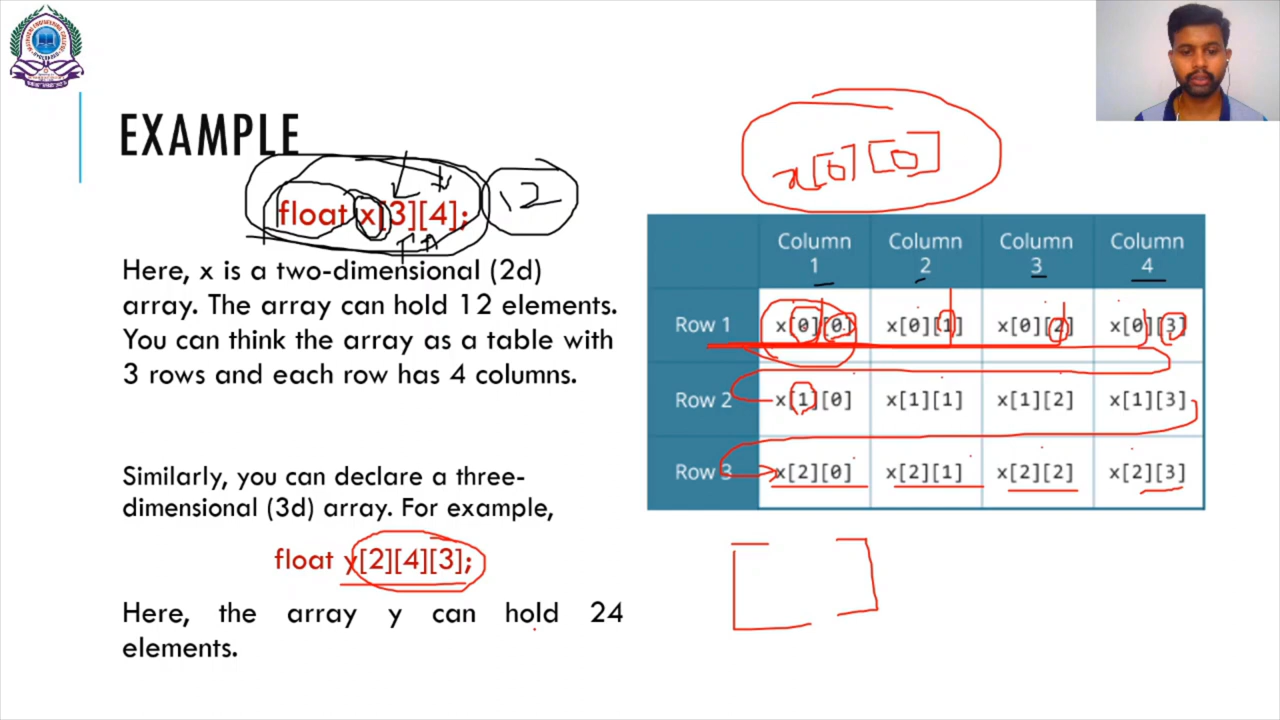 EXAMPLE
float x[3][4];
12
Here, x is a two-dimensional (2d)
array. The array can hold 12 elements.
You can think the array as a table with
3 rows and each row has 4 columns.
Similarly, you can declare a three-
dimensional (3d) array. For example,
float y[2][4][3];
Here, the array y can hold 24
elements.
x[0][0]
Column 1 Column 2 Column 3 Column 4
Row 1 x[0][0] x[0][1] x[0][2] x[0][3]
Row 2 x[1][0] x[1][1] x[1][2] x[1][3]
Row 3 x[2][0] x[2][1] x[2][2] x[2][3]